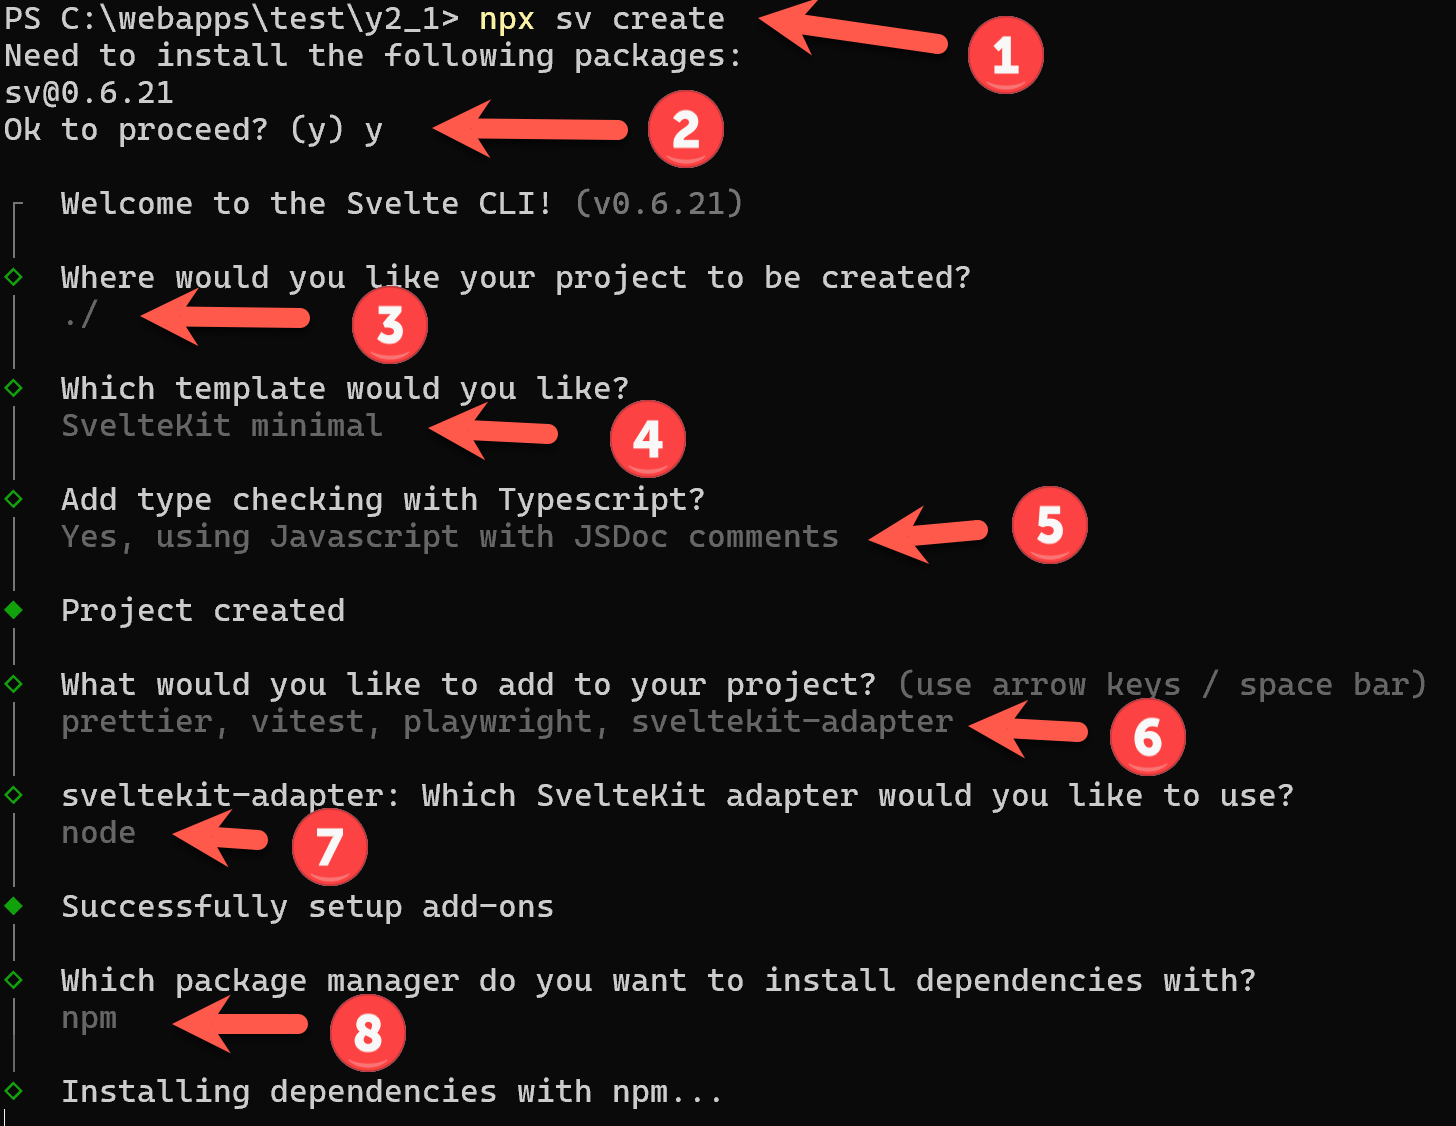 PS C:\webapps\test\y2_1> npx sv create
1
Need to install the following packages:
sv@0.6.21
Ok to proceed? (y) y
2
Welcome to the Svelte CLI! (v0.6.21)
Where would you like your project to be created?
./
3
Which template would you like?
SvelteKit minimal
4
Add type checking with Typescript?
Yes, using Javascript with JSDoc comments
5
Project created
What would you like to add to your project? (use arrow keys / space bar)
prettier, vitest, playwright, sveltekit-adapter
6
sveltekit-adapter: Which SvelteKit adapter would you like to use?
node
7
Successfully setup add-ons
Which package manager do you want to install dependencies with?
npm
8
Installing dependencies with npm...